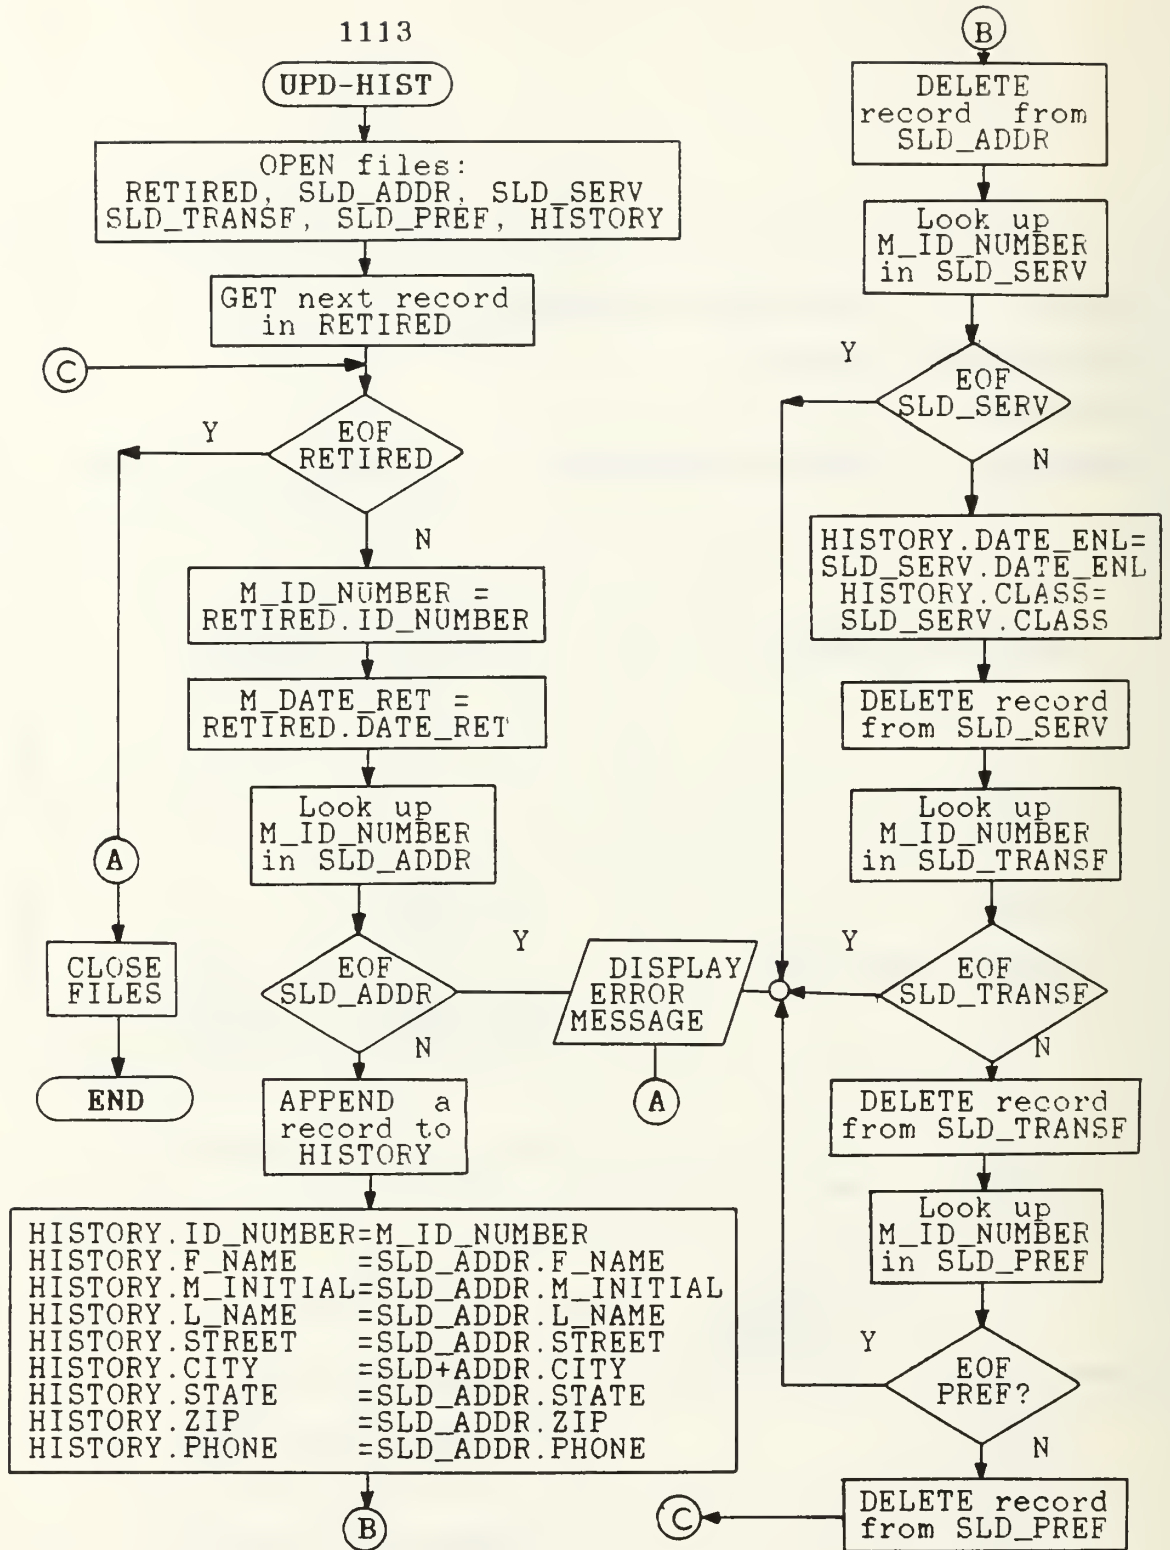 1113
UPD-HIST
OPEN files:
RETIRED, SLD_ADDR, SLD_SERV
SLD_TRANSF, SLD_PREF, HISTORY
GET next record
in RETIRED
C
Y
EOF
RETIRED
N
M_ID_NUMBER =
RETIRED.ID_NUMBER
M_DATE_RET =
RETIRED.DATE_RET
Look up
M_ID_NUMBER
in SLD_ADDR
A
CLOSE
FILES
END
EOF
SLD_ADDR
Y
N
DISPLAY
ERROR
MESSAGE
A
APPEND a
record to
HISTORY
HISTORY.ID_NUMBER=M_ID_NUMBER
HISTORY.F_NAME =SLD_ADDR.F_NAME
HISTORY.M_INITIAL=SLD_ADDR.M_INITIAL
HISTORY.L_NAME =SLD_ADDR.L_NAME
HISTORY.STREET =SLD_ADDR.STREET
HISTORY.CITY =SLD+ADDR.CITY
HISTORY.STATE =SLD_ADDR.STATE
HISTORY.ZIP =SLD_ADDR.ZIP
HISTORY.PHONE =SLD_ADDR.PHONE
B
B
DELETE
record from
SLD_ADDR
Look up
M_ID_NUMBER
in SLD_SERV
Y
EOF
SLD_SERV
N
HISTORY.DATE_ENL=
SLD_SERV.DATE_ENL
HISTORY.CLASS=
SLD_SERV.CLASS
DELETE record
from SLD_SERV
Look up
M_ID_NUMBER
in SLD_TRANSF
Y
EOF
SLD_TRANSF
N
DELETE record
from SLD_TRANSF
Look up
M_ID_NUMBER
in SLD_PREF
Y
EOF
PREF?
N
DELETE record
from SLD_PREF
C